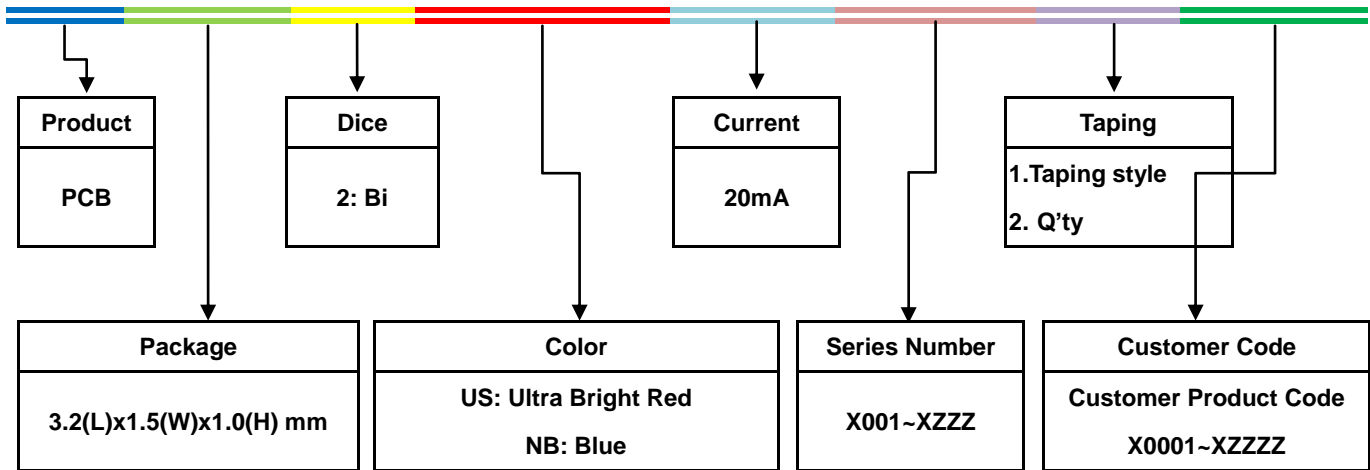 Product
PCB
Dice
2: Bi
Current
20mA
Taping
1.Taping style
2. Q’ty
Package
3.2(L)x1.5(W)x1.0(H) mm
Color
US: Ultra Bright Red
NB: Blue
Series Number
X001~XZZZ
Customer Code
Customer Product Code
X0001~XZZZZ